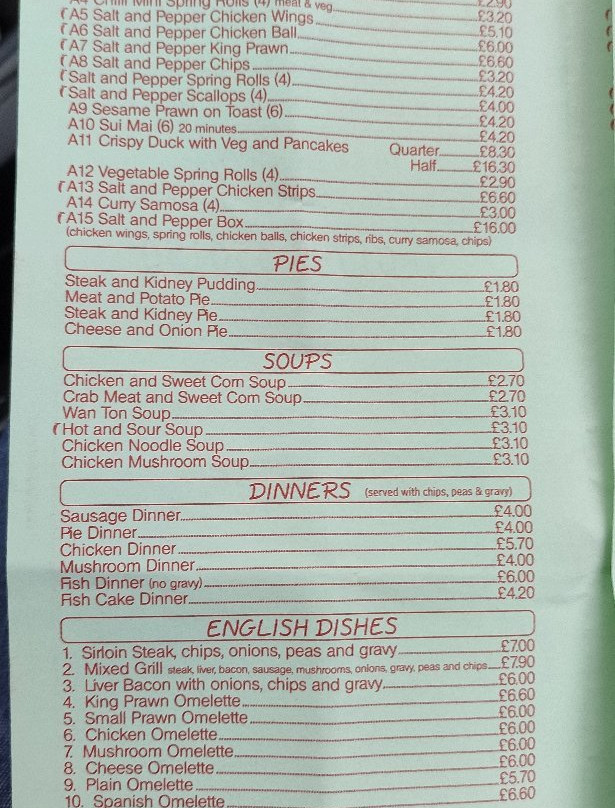 £2.90
A4 Chilli Mini Spring Rolls (4) meat & veg £3.20
A5 Salt and Pepper Chicken Wings £5.10
A6 Salt and Pepper Chicken Ball £6.00
A7 Salt and Pepper King Prawn £6.60
A8 Salt and Pepper Chips £3.20
Salt and Pepper Spring Rolls (4) £4.20
Salt and Pepper Scallops (4) £4.00
A9 Sesame Prawn on Toast (6) £4.20
A10 Sui Mai (6) 20 minutes £4.20
A11 Crispy Duck with Veg and Pancakes Quarter £8.30
Half £16.30
A12 Vegetable Spring Rolls (4) £2.90
A13 Salt and Pepper Chicken Strips £6.60
A14 Curry Samosa (4) £3.00
A15 Salt and Pepper Box £16.00
(chicken wings, spring rolls, chicken balls, chicken strips, ribs, curry samosa, chips)
PIES
Steak and Kidney Pudding £1.80
Meat and Potato Pie £1.80
Steak and Kidney Pie £1.80
Cheese and Onion Pie £1.80
SOUPS
Chicken and Sweet Corn Soup £2.70
Crab Meat and Sweet Corn Soup £2.70
Wan Ton Soup £3.10
Hot and Sour Soup £3.10
Chicken Noodle Soup £3.10
Chicken Mushroom Soup £3.10
DINNERS (served with chips, peas & gravy)
Sausage Dinner £4.00
Pie Dinner £4.00
Chicken Dinner £5.70
Mushroom Dinner £4.00
Fish Dinner (no gravy) £6.00
Fish Cake Dinner £4.20
ENGLISH DISHES
1. Sirloin Steak, chips, onions, peas and gravy £7.00
2. Mixed Grill steak, liver, bacon, sausage, mushrooms, onions, gravy, peas and chips £7.90
3. Liver Bacon with onions, chips and gravy £6.00
4. King Prawn Omelette £6.60
5. Small Prawn Omelette £6.00
6. Chicken Omelette £6.00
7. Mushroom Omelette £6.00
8. Cheese Omelette £6.00
9. Plain Omelette £5.70
10. Spanish Omelette £6.60